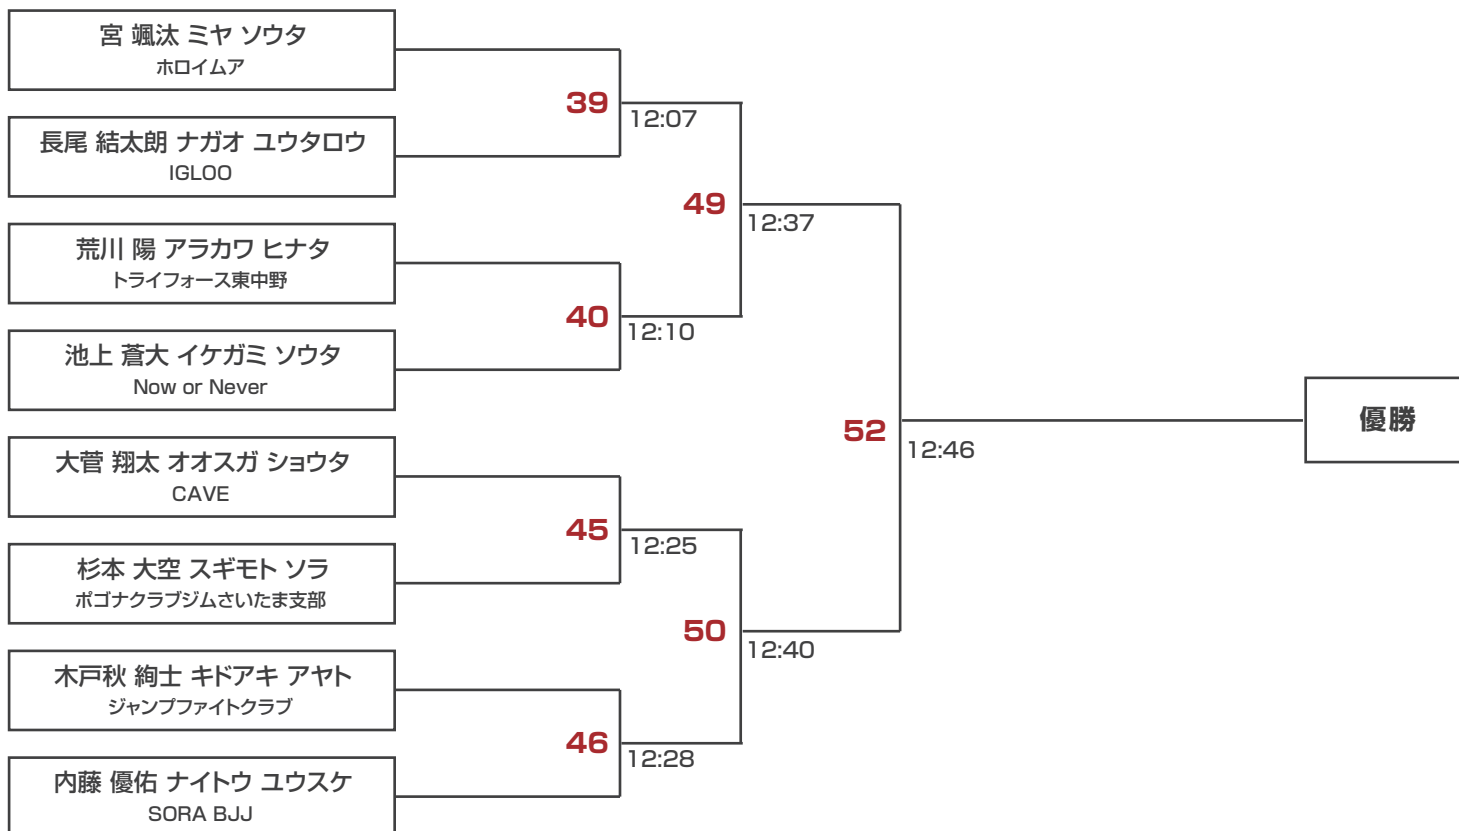 宮 颯汰 ミヤ ソウタ
ホロイムア
39
12:07
長尾 結太朗 ナガオ ユウタロウ
IGLOO
49
12:37
荒川 陽 アラカワ ヒナタ
トライフォース東中野
40
12:10
池上 蒼大 イケガミ ソウタ
Now or Never
52
12:46
優勝
大菅 翔太 オオスガ ショウタ
CAVE
45
12:25
杉本 大空 スギモト ソラ
ポゴナクラブジムさいたま支部
50
12:40
木戸秋 絢士 キドアキ アヤト
ジャンプファイトクラブ
46
12:28
内藤 優佑 ナイトウ ユウスケ
SORA BJJ